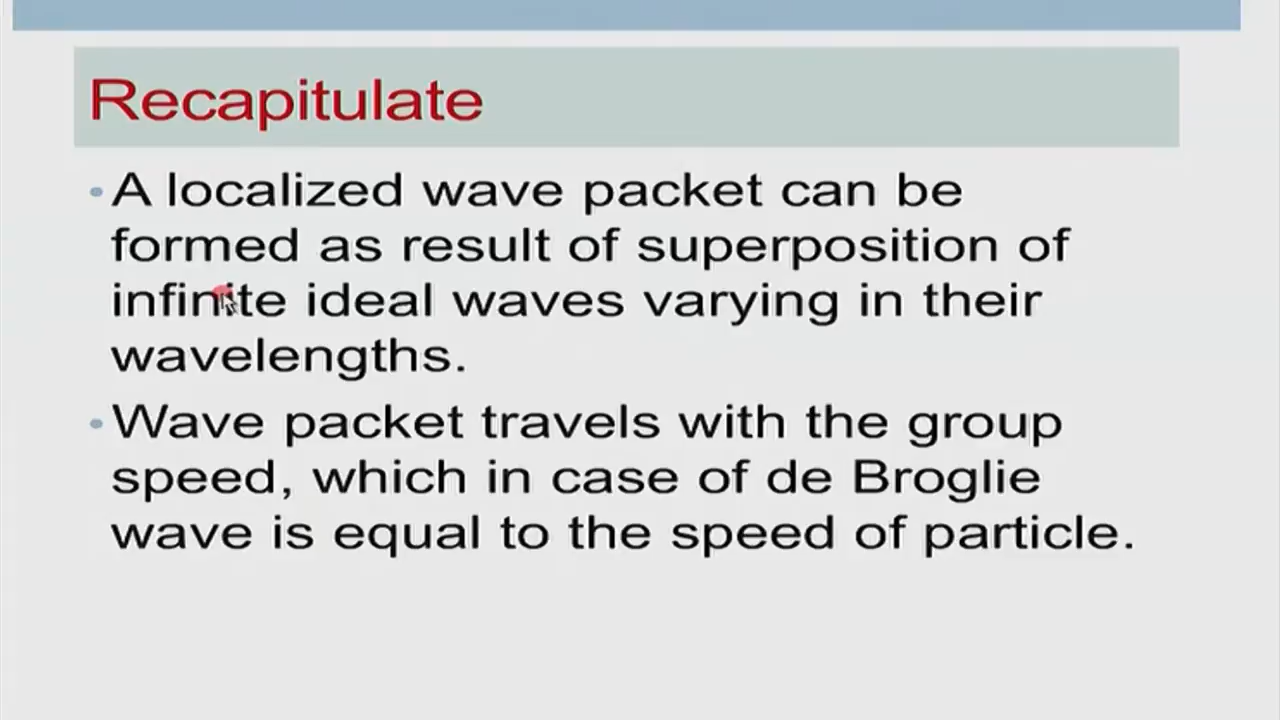 Recapitulate
• A localized wave packet can be
formed as result of superposition of
infinite ideal waves varying in their
wavelengths.
• Wave packet travels with the group
speed, which in case of de Broglie
wave is equal to the speed of particle.